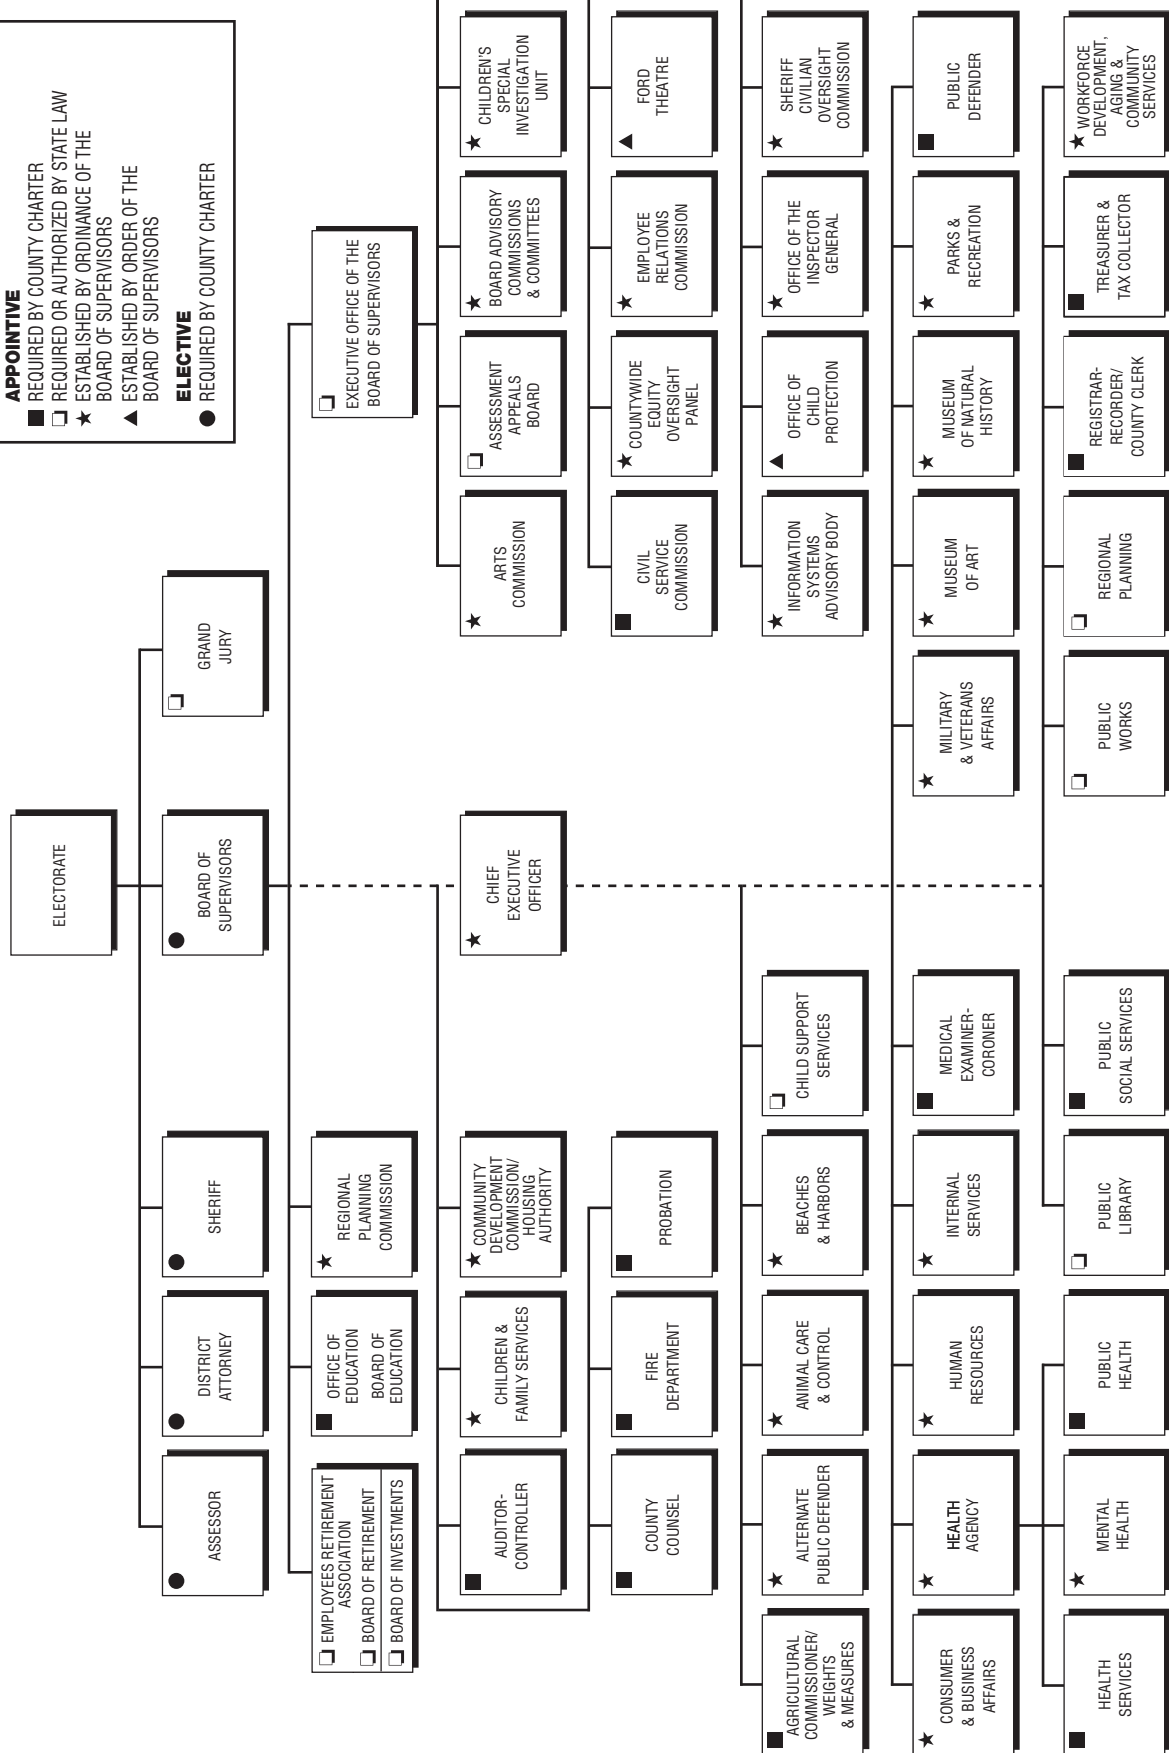 APPOINTIVE
REQUIRED BY COUNTY CHARTER
REQUIRED OR AUTHORIZED BY STATE LAW
ESTABLISHED BY ORDINANCE OF THE
BOARD OF SUPERVISORS
ESTABLISHED BY ORDER OF THE
BOARD OF SUPERVISORS
ELECTIVE
REQUIRED BY COUNTY CHARTER
ELECTORATE
ASSESSOR
DISTRICT
ATTORNEY
SHERIFF
BOARD OF
SUPERVISORS
GRAND
JURY
EMPLOYEES RETIREMENT
ASSOCIATION
BOARD OF RETIREMENT
BOARD OF INVESTMENTS
OFFICE OF
EDUCATION
BOARD OF
EDUCATION
REGIONAL
PLANNING
COMMISSION
EXECUTIVE OFFICE OF THE
BOARD OF SUPERVISORS
AUDITOR-
CONTROLLER
CHILDREN &
FAMILY SERVICES
COMMUNITY
DEVELOPMENT
COMMISSION/
HOUSING
AUTHORITY
CHIEF
EXECUTIVE
OFFICER
ARTS
COMMISSION
ASSESSMENT
APPEALS
BOARD
BOARD ADVISORY
COMMISSIONS
& COMMITTEES
CHILDREN'S
SPECIAL
INVESTIGATION
UNIT
COUNTY
COUNSEL
FIRE
DEPARTMENT
PROBATION
CIVIL
SERVICE
COMMISSION
COUNTYWIDE
EQUITY
OVERSIGHT
PANEL
EMPLOYEE
RELATIONS
COMMISSION
FORD
THEATRE
AGRICULTURAL
COMMISSIONER/
WEIGHTS
& MEASURES
ALTERNATE
PUBLIC DEFENDER
ANIMAL CARE
& CONTROL
BEACHES
& HARBORS
CHILD SUPPORT
SERVICES
INFORMATION
SYSTEMS
ADVISORY BODY
OFFICE OF
CHILD
PROTECTION
OFFICE OF THE
INSPECTOR
GENERAL
SHERIFF
CIVILIAN
OVERSIGHT
COMMISSION
CONSUMER
& BUSINESS
AFFAIRS
HEALTH
AGENCY
HUMAN
RESOURCES
INTERNAL
SERVICES
MEDICAL
EXAMINER-
CORONER
MILITARY
& VETERANS
AFFAIRS
MUSEUM
OF ART
MUSEUM
OF NATURAL
HISTORY
PARKS &
RECREATION
PUBLIC
DEFENDER
HEALTH
SERVICES
MENTAL
HEALTH
PUBLIC
HEALTH
PUBLIC
LIBRARY
PUBLIC
SOCIAL SERVICES
PUBLIC
WORKS
REGIONAL
PLANNING
REGISTRAR-
RECORDER/
COUNTY CLERK
TREASURER &
TAX COLLECTOR
WORKFORCE
DEVELOPMENT,
AGING &
COMMUNITY
SERVICES